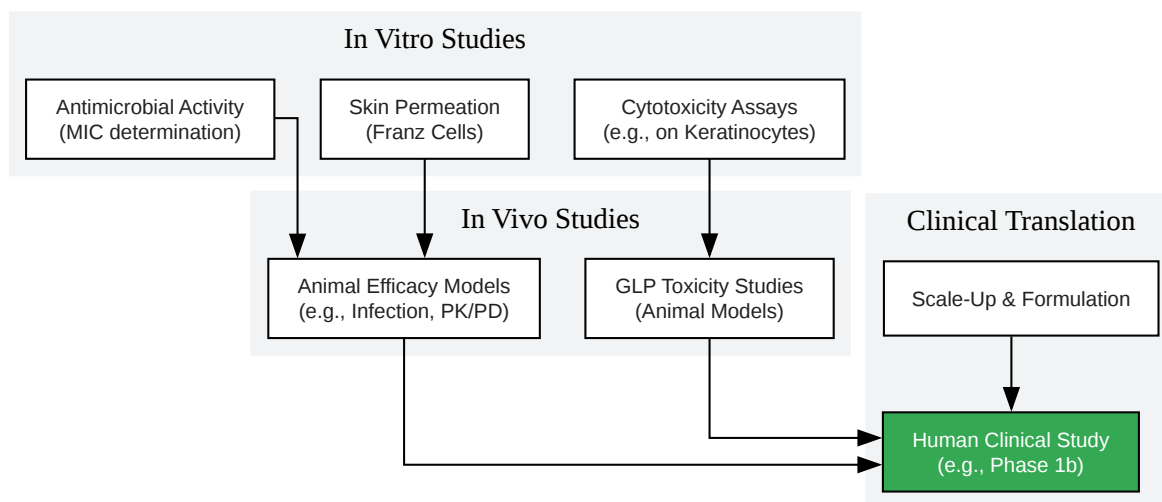 In Vitro Studies
Antimicrobial Activity
(MIC determination)
Skin Permeation
(Franz Cells)
Cytotoxicity Assays
(e.g., on Keratinocytes)
In Vivo Studies
Clinical Translation
Animal Efficacy Models
(e.g., Infection, PK/PD)
GLP Toxicity Studies
(Animal Models)
Scale-Up & Formulation
Human Clinical Study
(e.g., Phase 1b)